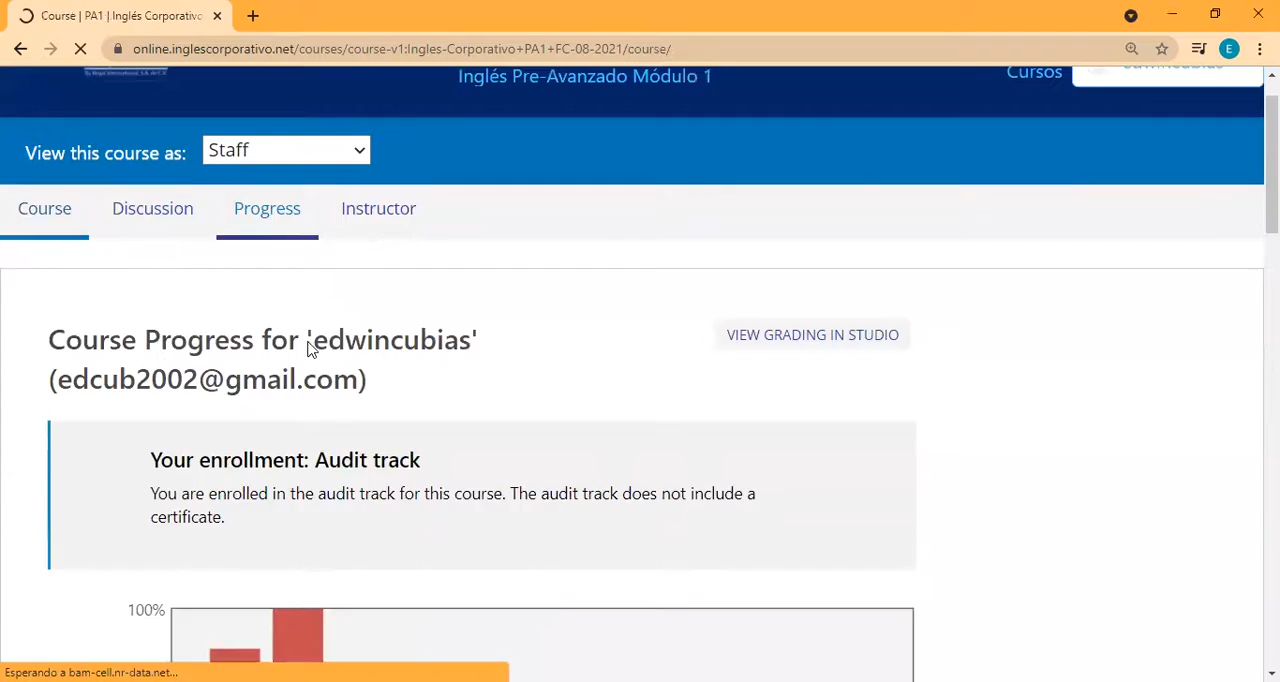 Course | PA1 | Inglés Corporativo
online.inglescorporativo.net/courses/course-v1:Ingles-Corporativo+PA1+FC-08-2021/course/
E
Inglés Pre-Avanzado Módulo 1
Cursos
View this course as:
Staff
Course
Discussion
Progress
Instructor
Course Progress for 'edwincubias'
(edcub2002@gmail.com)
VIEW GRADING IN STUDIO
Your enrollment: Audit track
You are enrolled in the audit track for this course. The audit track does not include a
certificate.
100%
Esperando a bam-cell.nr-data.net...